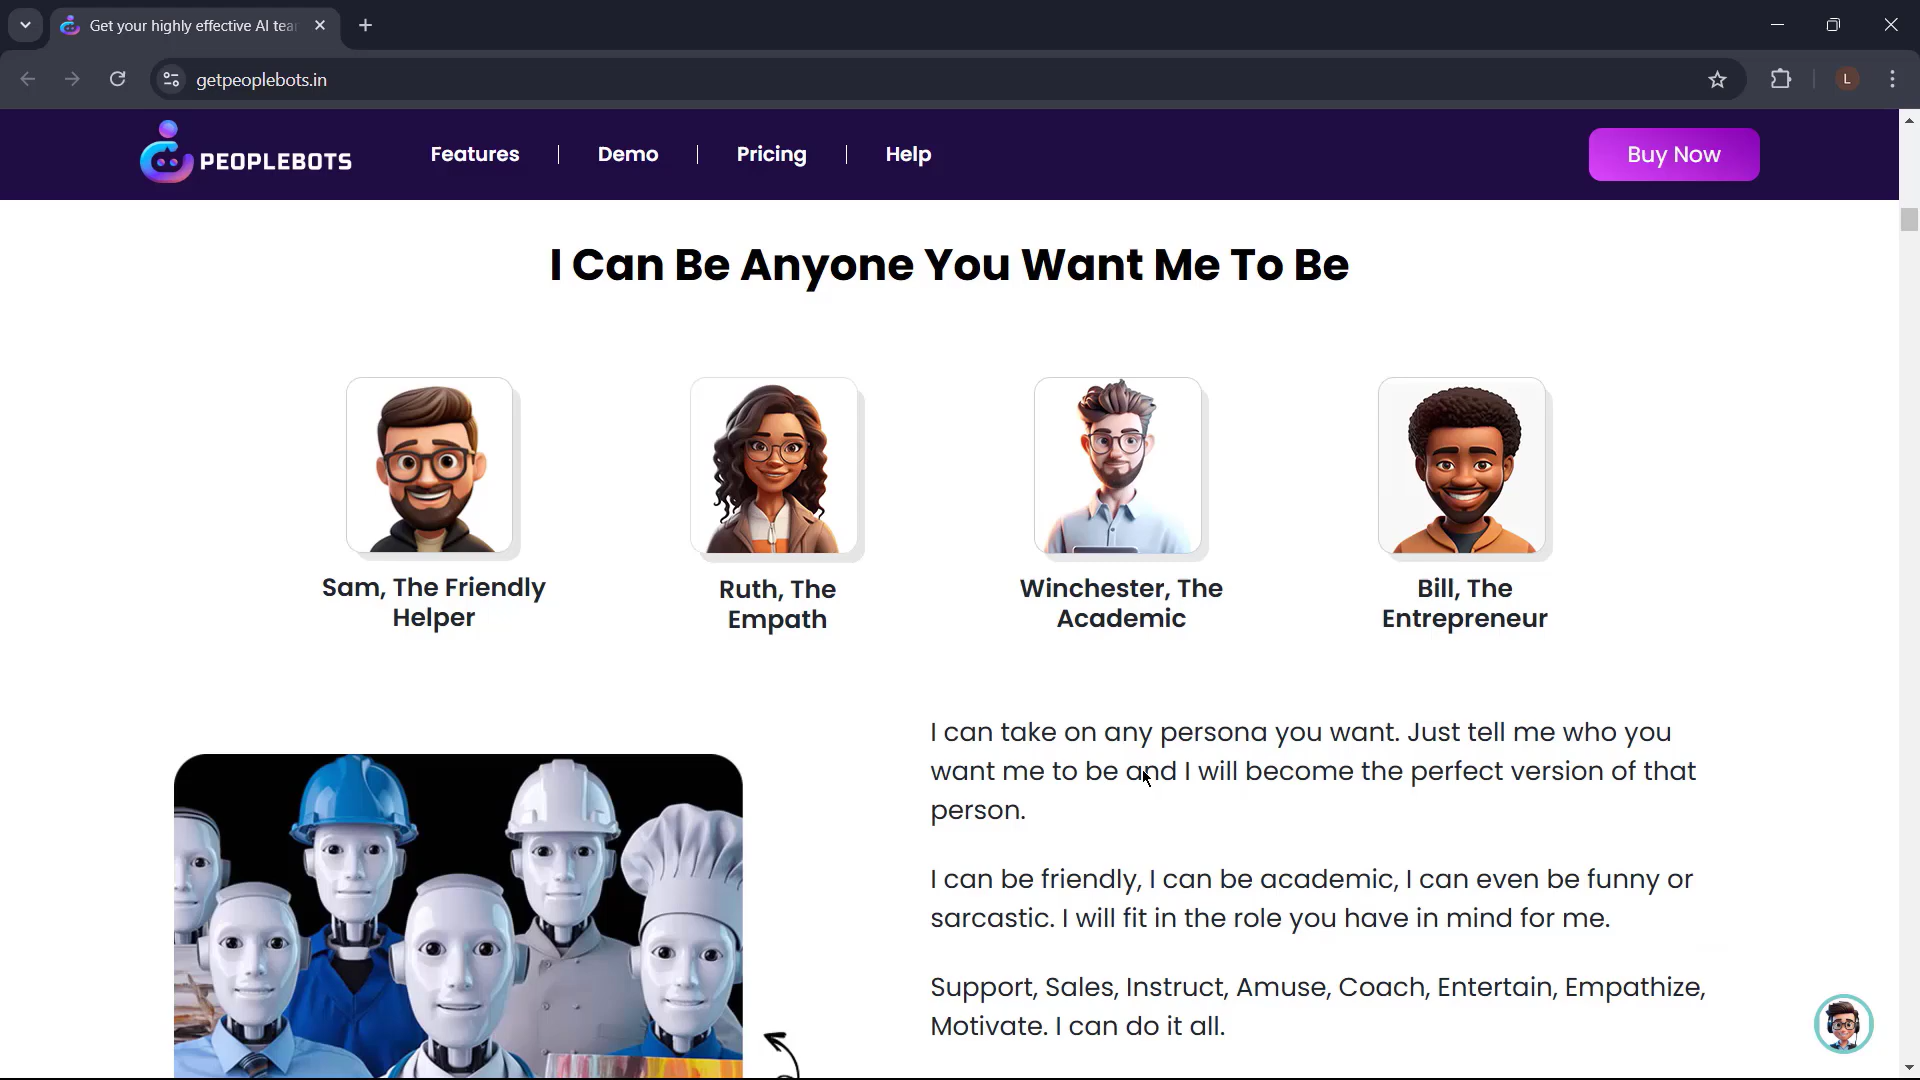 Get your highly effective AI tea
getpeoplebots.in
L
PEOPLEBOTS
Features
Demo
Pricing
Help
Buy Now
I Can Be Anyone You Want Me To Be
Sam, The Friendly
Helper
Ruth, The
Empath
Winchester, The
Academic
Bill, The
Entrepreneur
I can take on any persona you want. Just tell me who you
want me to be and I will become the perfect version of that
person.
I can be friendly, I can be academic, I can even be funny or
sarcastic. I will fit in the role you have in mind for me.
Support, Sales, Instruct, Amuse, Coach, Entertain, Empathize,
Motivate. I can do it all.